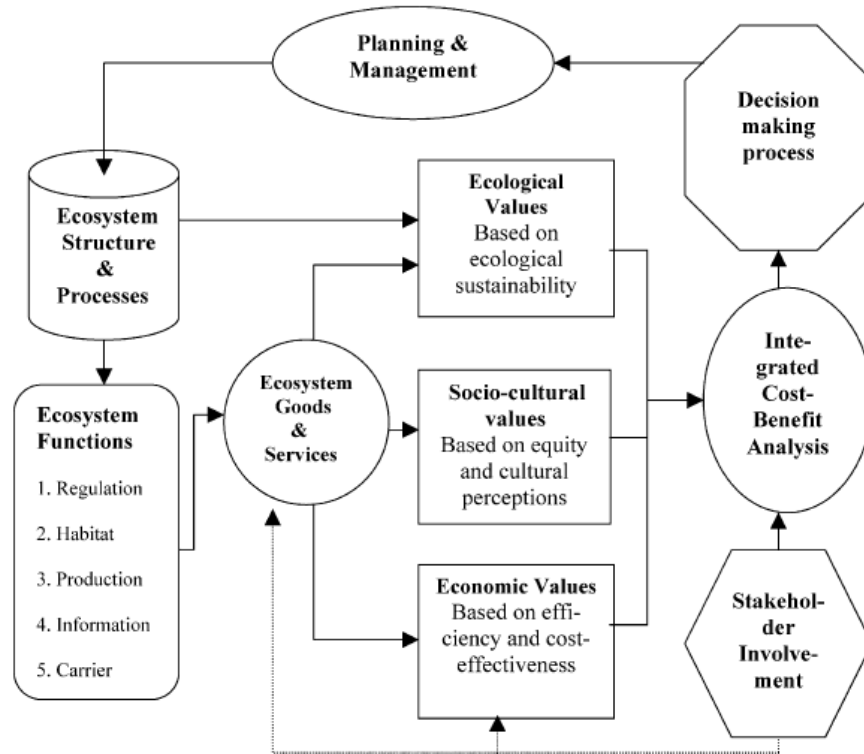 Planning &
Management
Decision
making
process
Ecosystem
Structure
&
Processes
Ecological
Values
Based on
ecological
sustainability
Ecosystem
Functions
1. Regulation
2. Habitat
3. Production
4. Information
5. Carrier
Ecosystem
Goods
&
Services
Socio-cultural
values
Based on equity
and cultural
perceptions
Inte-
grated
Cost-
Benefit
Analysis
Economic Values
Based on effi-
ciency and cost-
effectiveness
Stakehol-
der
Involve-
ment